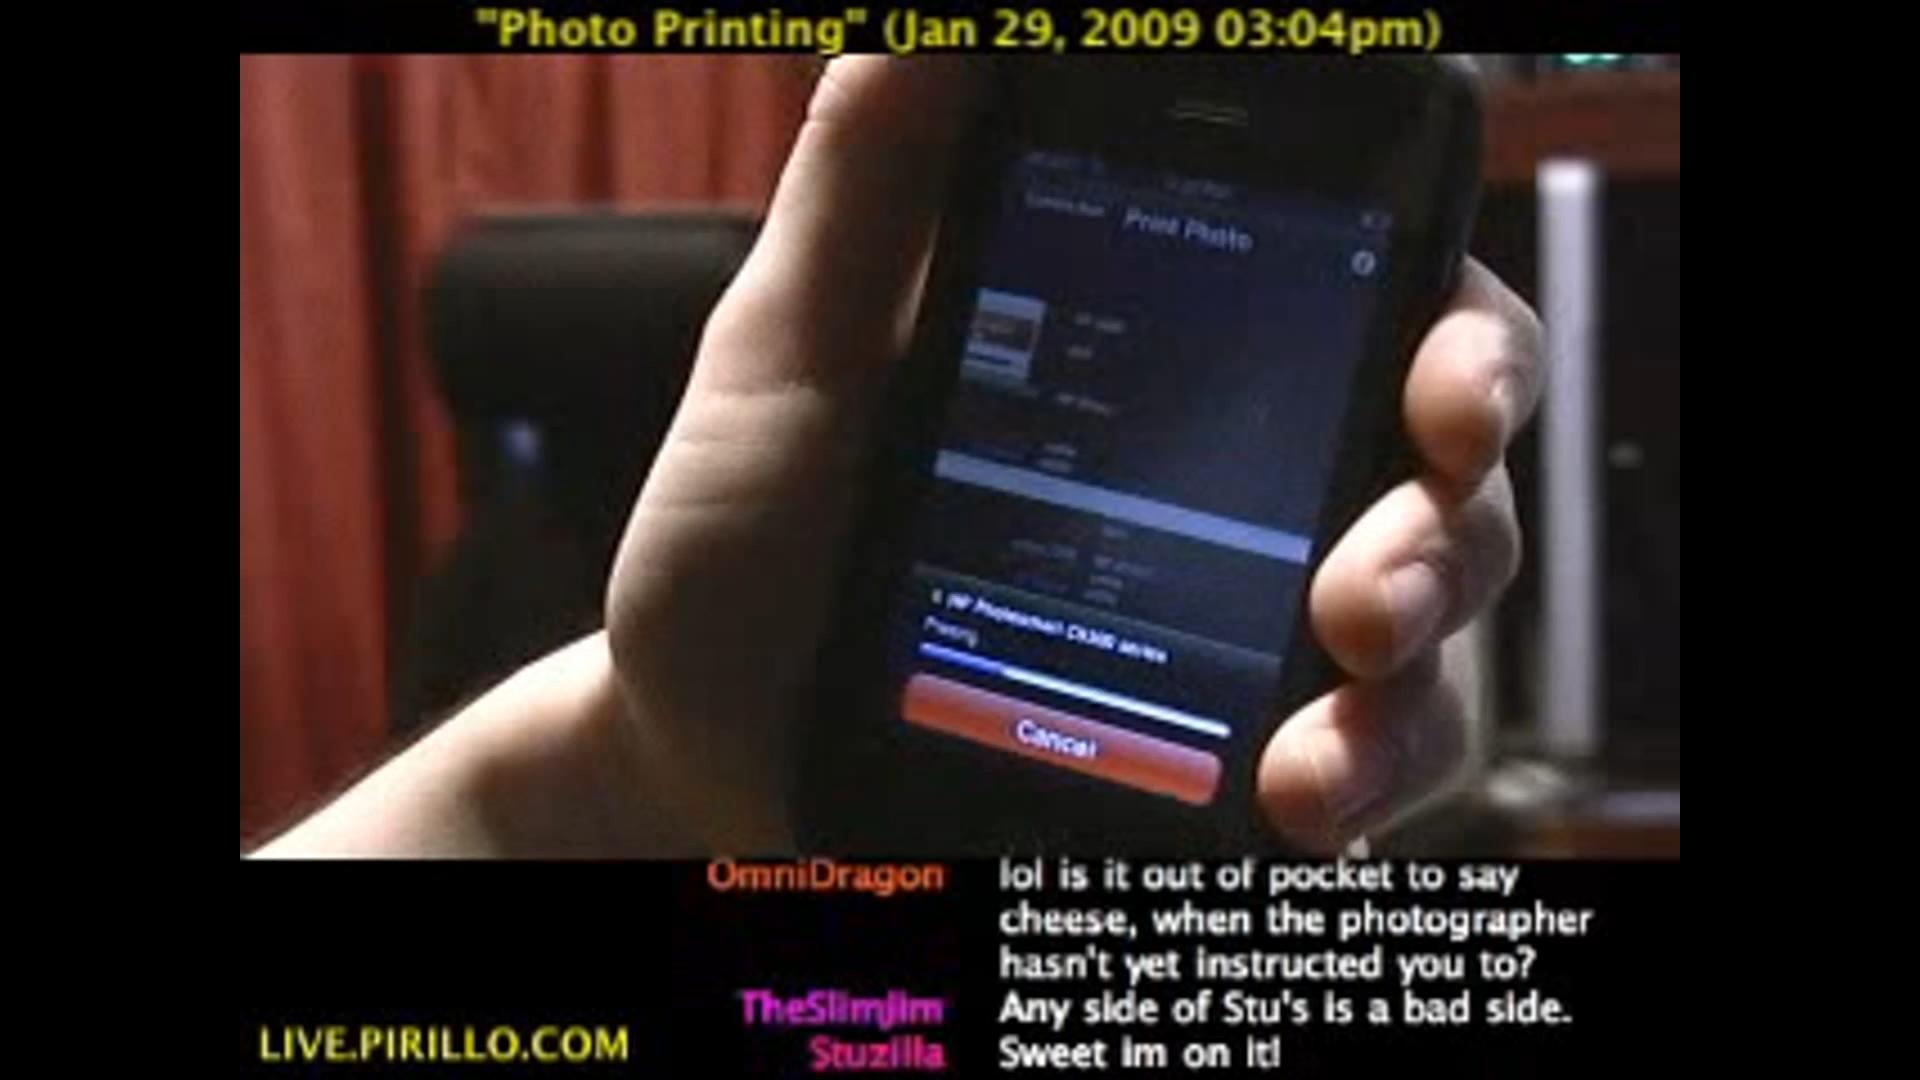 "Photo Printing" (Jan 29, 2009 03:04pm)
Print Photo
HP Photosmart
Printing
Cancel
OmniDragon lol is it out of pocket to say
cheese, when the photographer
hasn't yet instructed you to?
TheSlimJim Any side of Stu's is a bad side.
Stuzilla Sweet im on it!
LIVE.PIRILLO.COM